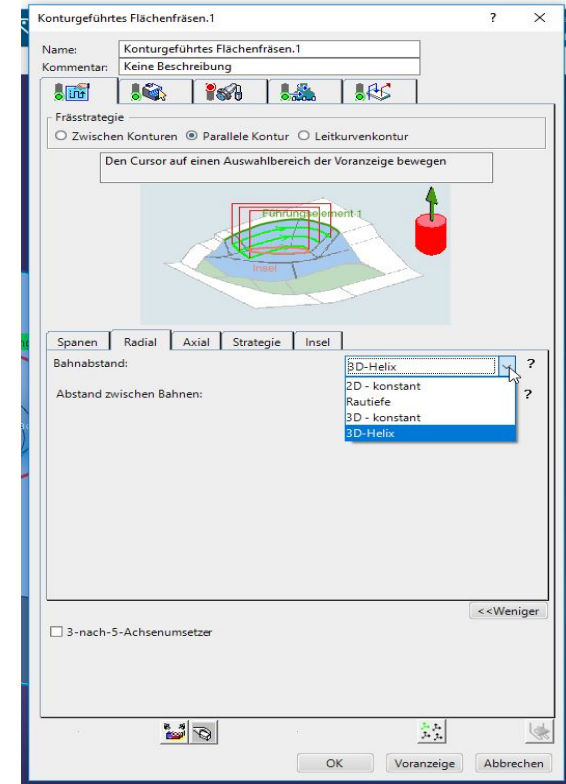 Konturgeführtes Flächenfräsen.1 ? ×
Name: Konturgeführtes Flächenfräsen.1
Kommentar: Keine Beschreibung
Frässtrategie
Zwischen Konturen Parallele Kontur Leitkurvenkontur
Den Cursor auf einen Auswahlbereich der Voranzeige bewegen
Führungselement 1
Insel
Spanen Radial Axial Strategie Insel
Bahnabstand: 3D-Helix ?
2D - konstant
Abstand zwischen Bahnen: ?
Rautiefe
3D - konstant
3D-Helix
<<Weniger
3-nach-5-Achsenumsetzer
OK Voranzeige Abbrechen